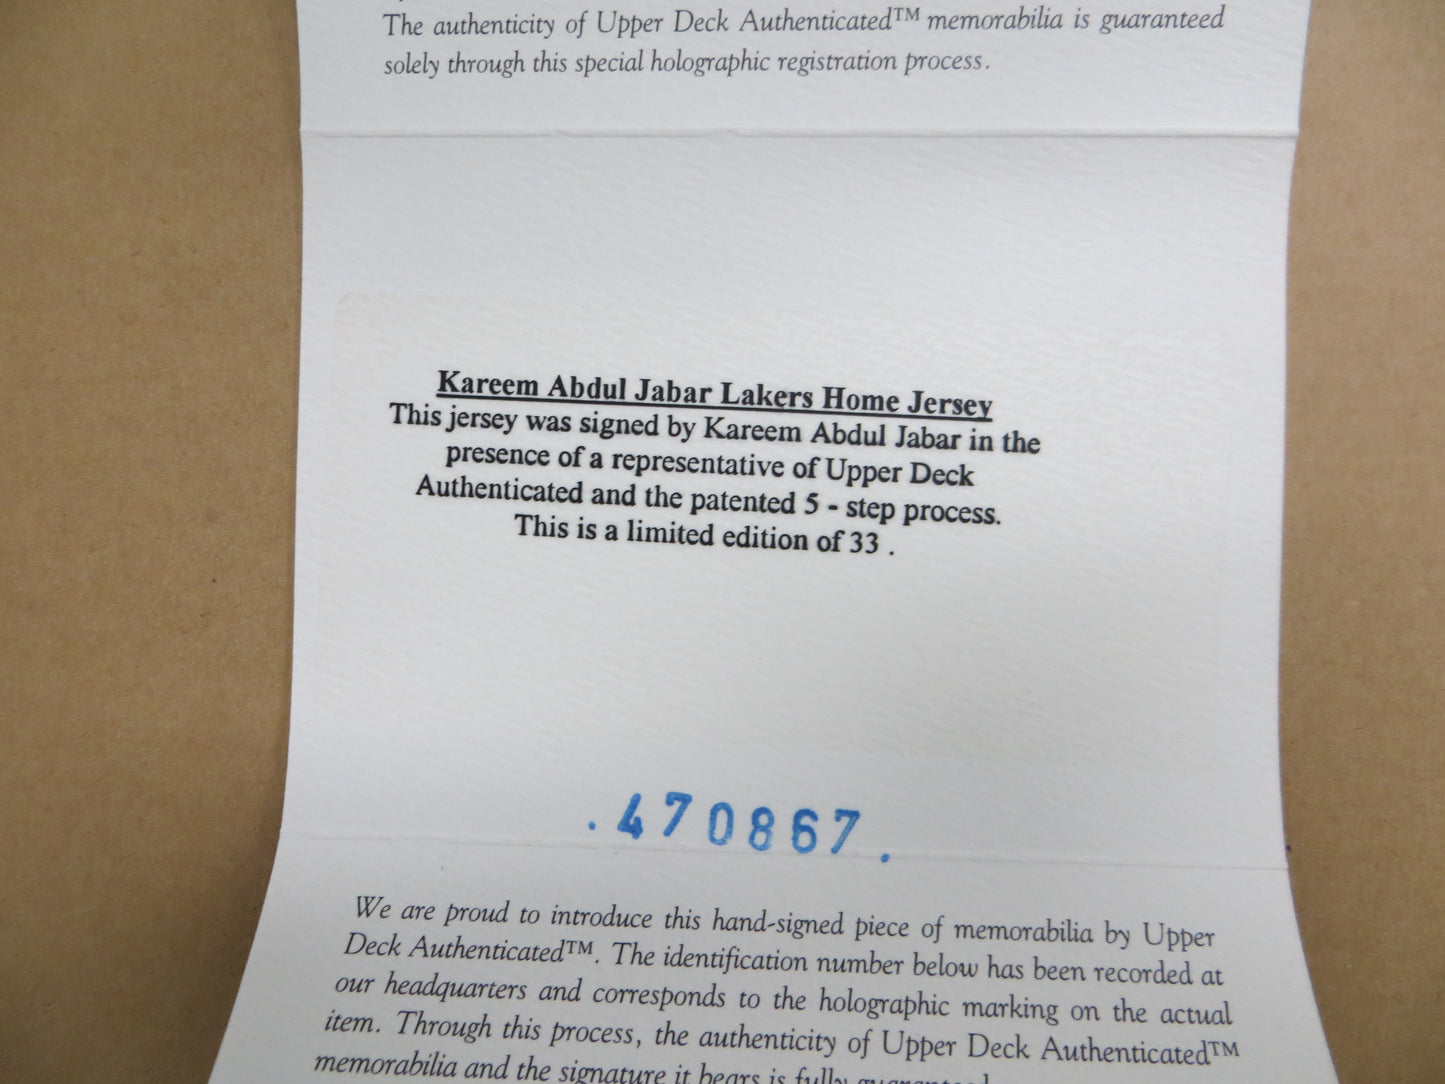 The authenticity of Upper Deck Authenticated™ memorabilia is guaranteed
solely through this special holographic registration process.
Kareem Abdul Jabar Lakers Home Jersey
This jersey was signed by Kareem Abdul Jabar in the
presence of a representative of Upper Deck
Authenticated and the patented 5 - step process.
This is a limited edition of 33 .
. 470867 .
We are proud to introduce this hand-signed piece of memorabilia by Upper
Deck Authenticated™. The identification number below has been recorded at
our headquarters and corresponds to the holographic marking on the actual
item. Through this process, the authenticity of Upper Deck Authenticated™
memorabilia and the signature it bears is fully